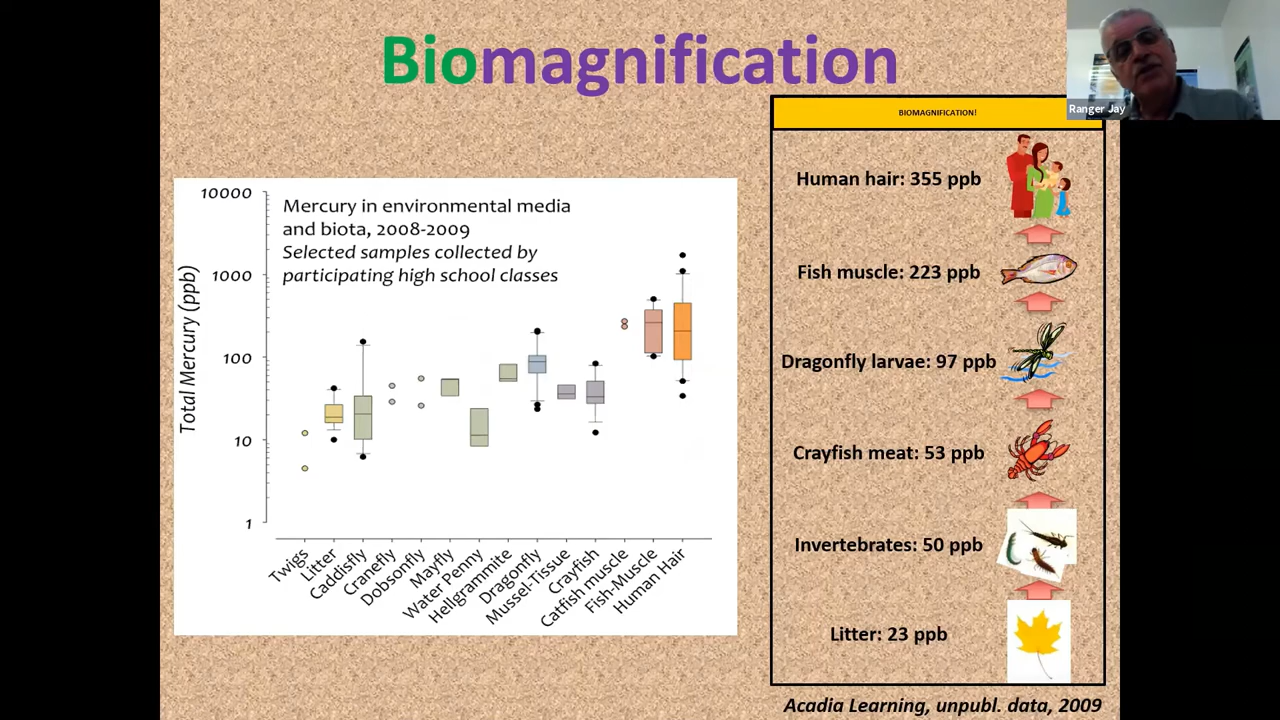 Biomagnification
Ranger Jay
BIOMAGNIFICATION!
10000
1000
100
10
1
Total Mercury (ppb)
Mercury in environmental media
and biota, 2008-2009
Selected samples collected by
participating high school classes
Twigs
Litter
Caddisfly
Cranefly
Dobsonfly
Mayfly
Water Penny
Hellgrammite
Dragonfly
Mussel-Tissue
Crayfish
Catfish muscle
Fish-Muscle
Human Hair
Human hair: 355 ppb
Fish muscle: 223 ppb
Dragonfly larvae: 97 ppb
Crayfish meat: 53 ppb
Invertebrates: 50 ppb
Litter: 23 ppb
Acadia Learning, unpubl. data, 2009